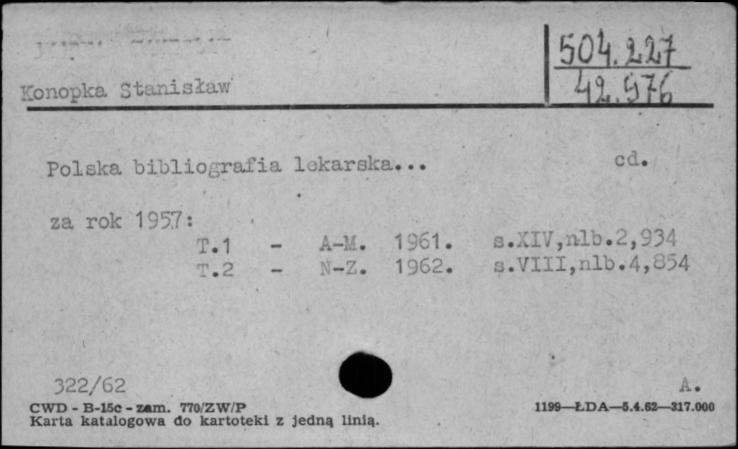 504.227
42.976
Konopka Stanisław
Polska bibliografia lekarska... cd.
za rok 1957:
T.1 - A-M. 1961. s.XIV,nlb.2,934
T.2 - N-Z. 1962. s.VIII,nlb.4,854
322/62 A.
CWD - B-15c - zam. 770/ZW/P 1199—ŁDA—5.4.62—317.000
Karta katalogowa do kartoteki z jedną linią.